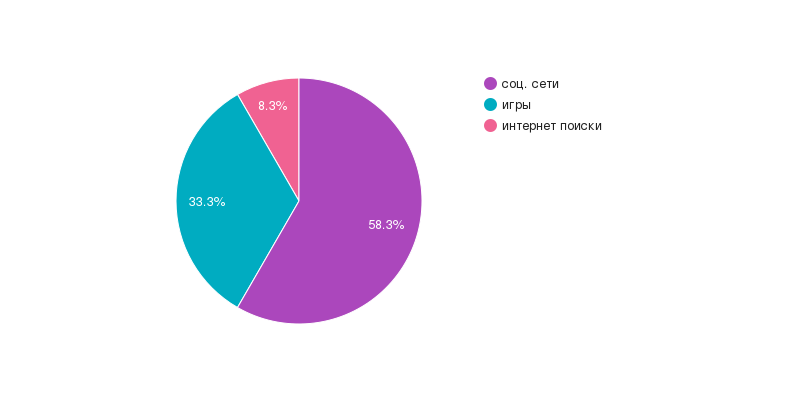 соц. сети
игры
интернет поиски
8.3%
33.3%
58.3%